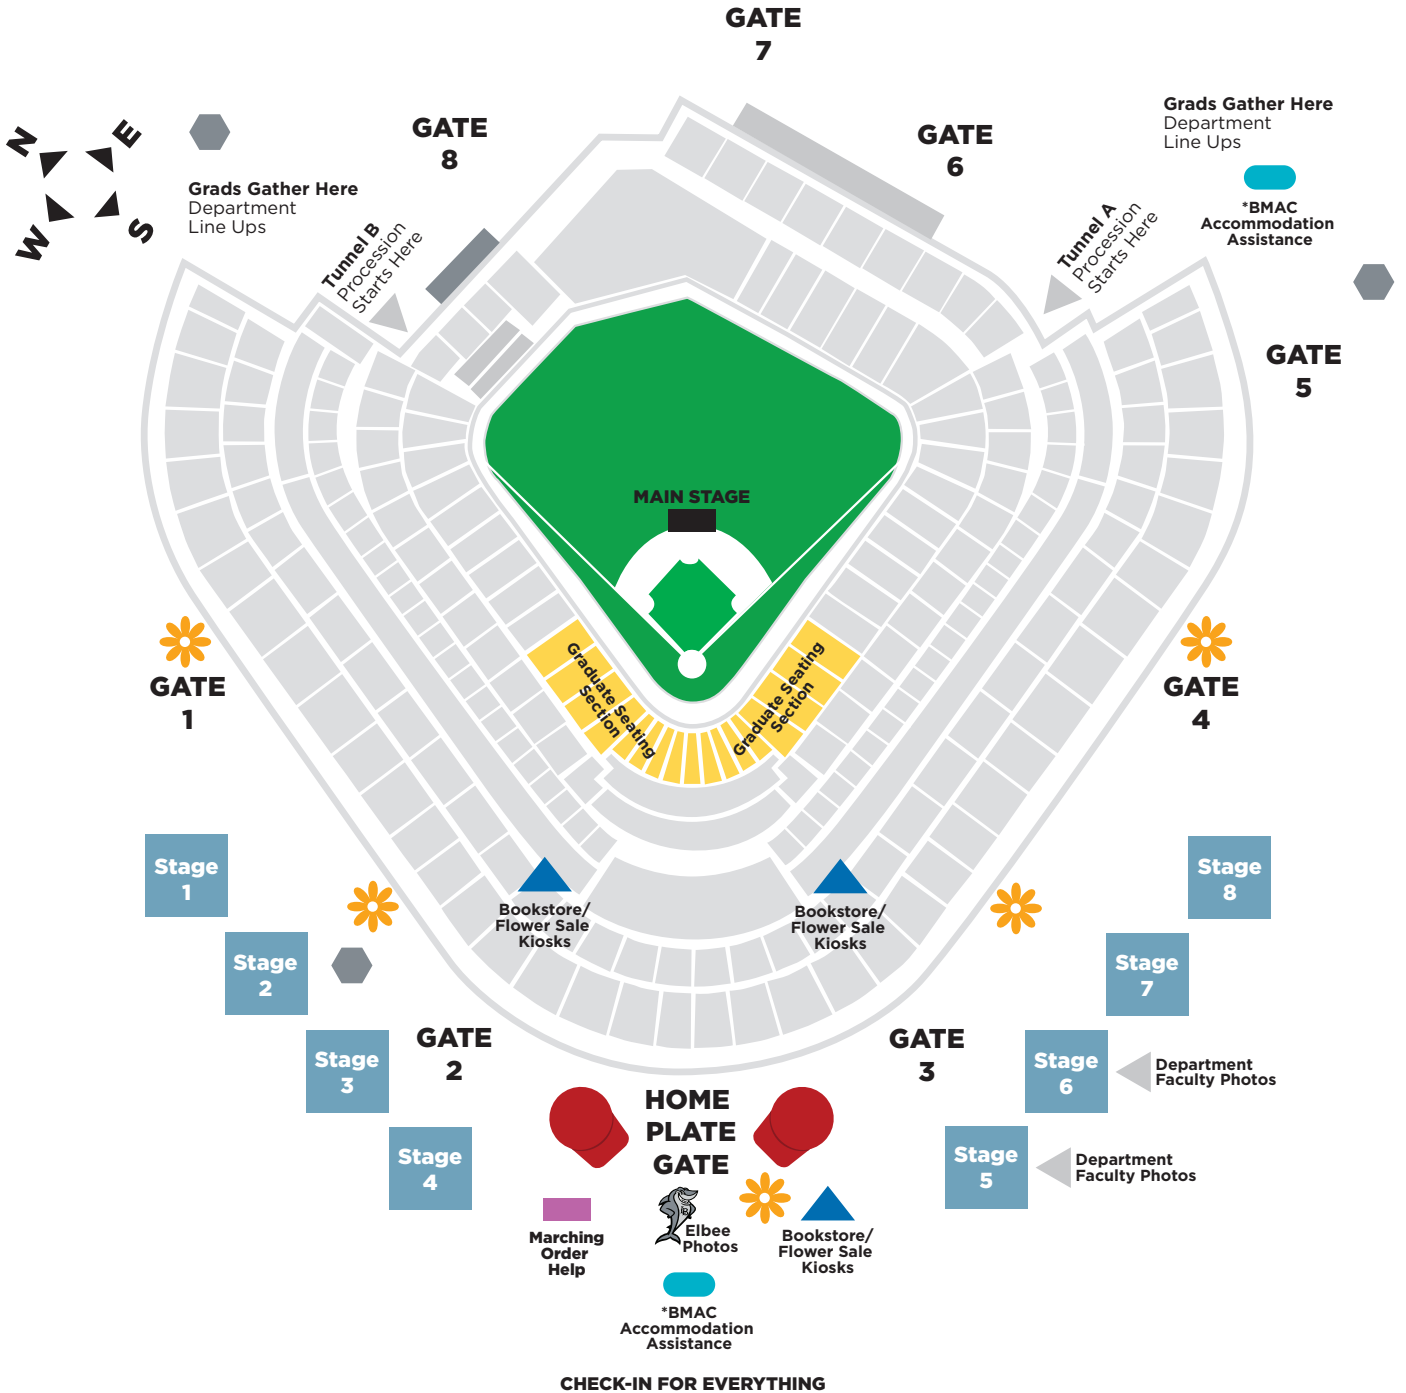 GATE
7
Grads Gather Here
Department
Line Ups
GATE
8
GATE
6
N
E
W
S
*BMAC
Accommodation
Assistance
Grads Gather Here
Department
Line Ups
Tunnel B
Procession
Starts Here
Tunnel A
Procession
Starts Here
GATE
5
MAIN STAGE
Graduate Seating
Section
Graduate Seating
Section
GATE
1
GATE
4
Stage
1
Stage
8
Bookstore/
Flower Sale
Kiosks
Bookstore/
Flower Sale
Kiosks
Stage
2
Stage
7
GATE
2
GATE
3
Stage
3
Stage
6
Department
Faculty Photos
HOME
PLATE
GATE
Stage
4
Stage
5
Department
Faculty Photos
Marching
Order
Help
Elbee
Photos
Bookstore/
Flower Sale
Kiosks
*BMAC
Accommodation
Assistance
CHECK-IN FOR EVERYTHING